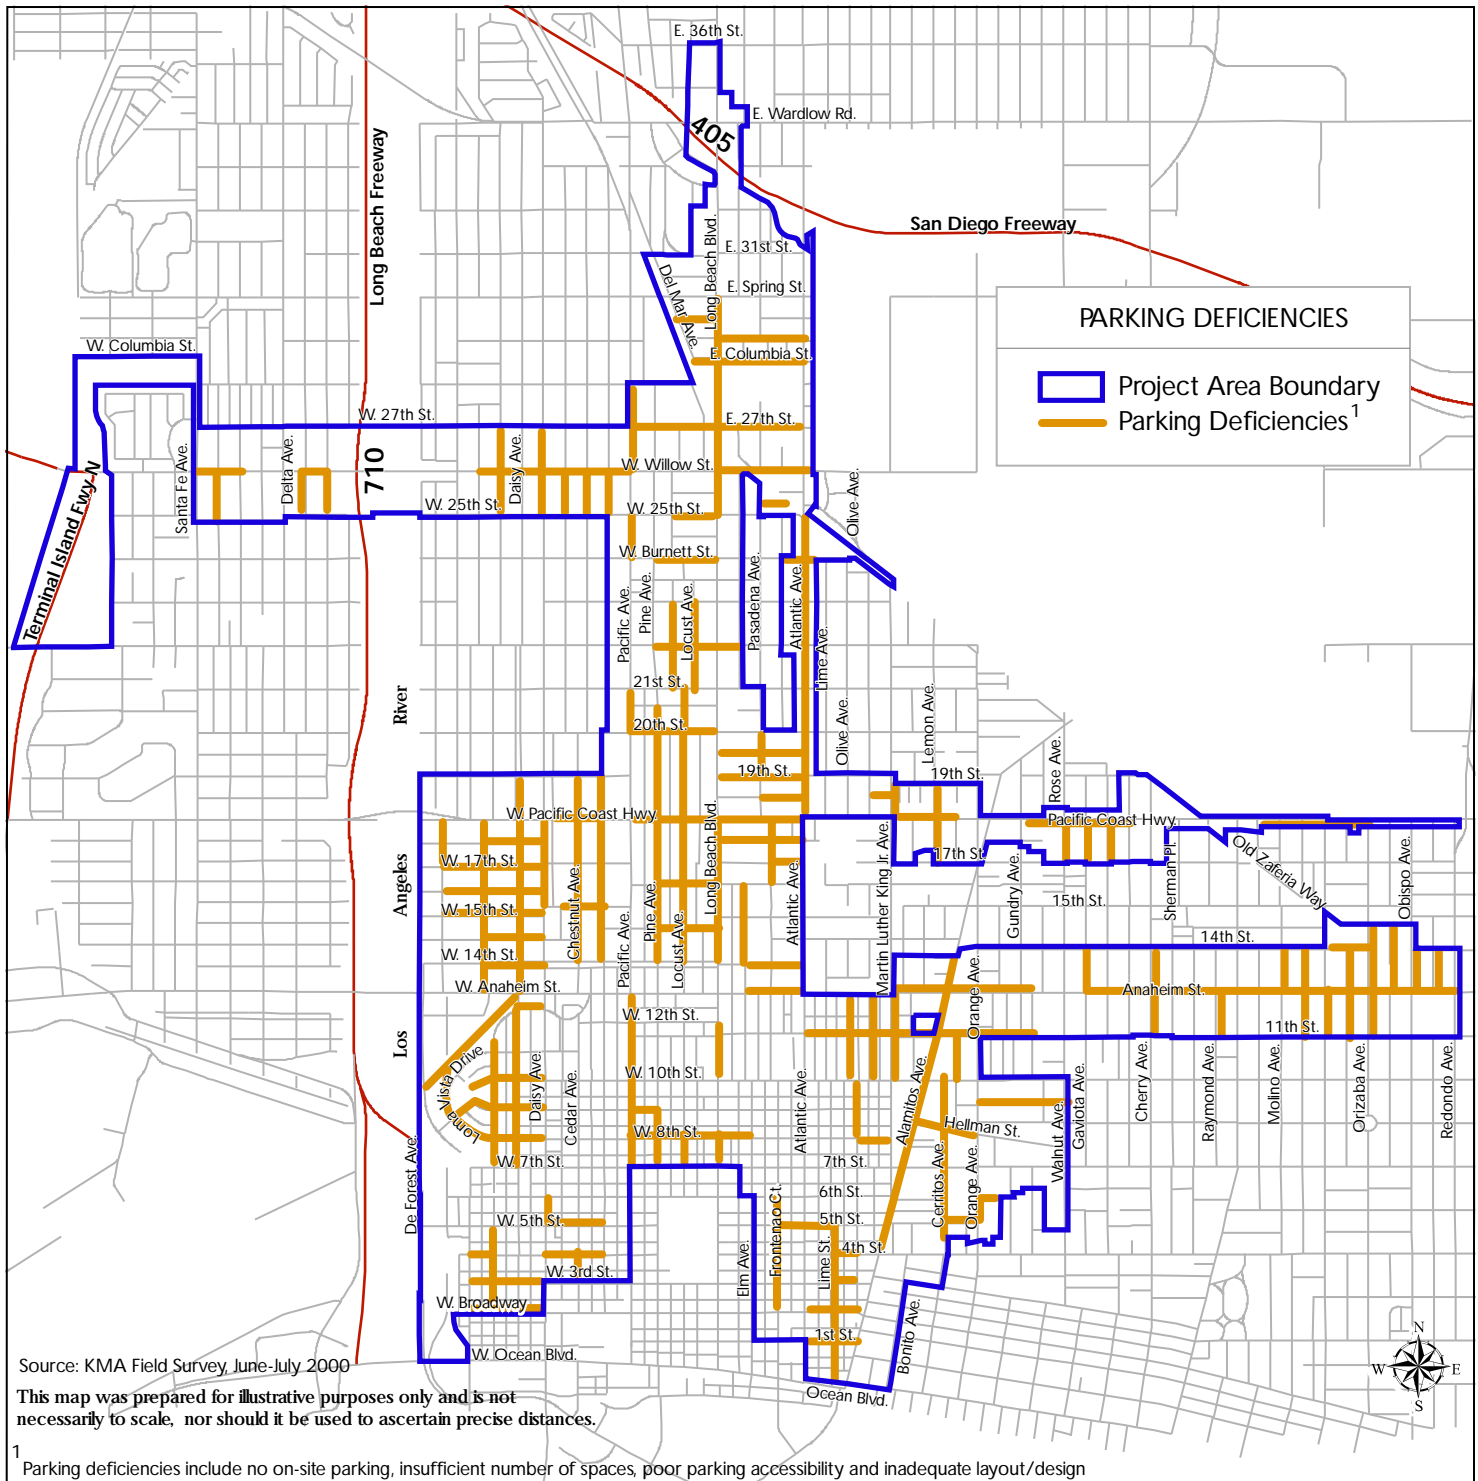 E. 36th St.
E. Wardlow Rd.
405
San Diego Freeway
Long Beach Freeway
Long Beach Blvd.
E. 31st St.
Del Mar Ave.
E. Spring St.
PARKING DEFICIENCIES
Project Area Boundary
Parking Deficiencies1
W. Columbia St.
E. Columbia St.
W. 27th St.
E. 27th St.
Santa Fe Ave.
Delta Ave.
710
Daisy Ave.
W. Willow St.
W. 25th St.
W. 25th St.
Olive Ave.
Terminal Island Fwy N
W. Burnett St.
Pacific Ave.
Pine Ave.
Locust Ave.
Pasadena Ave.
Atlantic Ave.
Lime Ave.
21st St.
20th St.
River
Olive Ave.
Lemon Ave.
Rose Ave.
19th St.
19th St.
W. Pacific Coast Hwy
Pacific Coast Hwy.
W. 17th St.
17th St.
Long Beach Blvd.
Martin Luther King Jr. Ave.
Gundry Ave.
Sherman Pl.
Old Zaferia Way
Obispo Ave.
Angeles
W. 15th St.
Chestnut Ave.
Pine Ave.
Atlantic Ave.
15th St.
W. 14th St.
Pacific Ave.
Locust Ave.
14th St.
W. Anaheim St.
Anaheim St.
Orange Ave.
W. 12th St.
11th St.
Los
Loma Vista Drive
Daisy Ave.
Cedar Ave.
W. 10th St.
Atlantic Ave.
Alamitos Ave.
Hellman St.
Walnut Ave.
Gaviota Ave.
Cherry Ave.
Raymond Ave.
Molino Ave.
Orizaba Ave.
Redondo Ave.
W. 8th St.
De Forest Ave.
W. 7th St.
7th St.
6th St.
Cerritos Ave.
Orange Ave.
W. 5th St.
5th St.
4th St.
Elm Ave.
Frontenac Ct.
Lime St.
W. 3rd St.
W. Broadway
1st St.
Bonito Ave.
W. Ocean Blvd.
Ocean Blvd.
N
W
E
S
Source: KMA Field Survey, June-July 2000
This map was prepared for illustrative purposes only and is not
necessarily to scale, nor should it be used to ascertain precise distances.
1
Parking deficiencies include no on-site parking, insufficient number of spaces, poor parking accessibility and inadequate layout/design